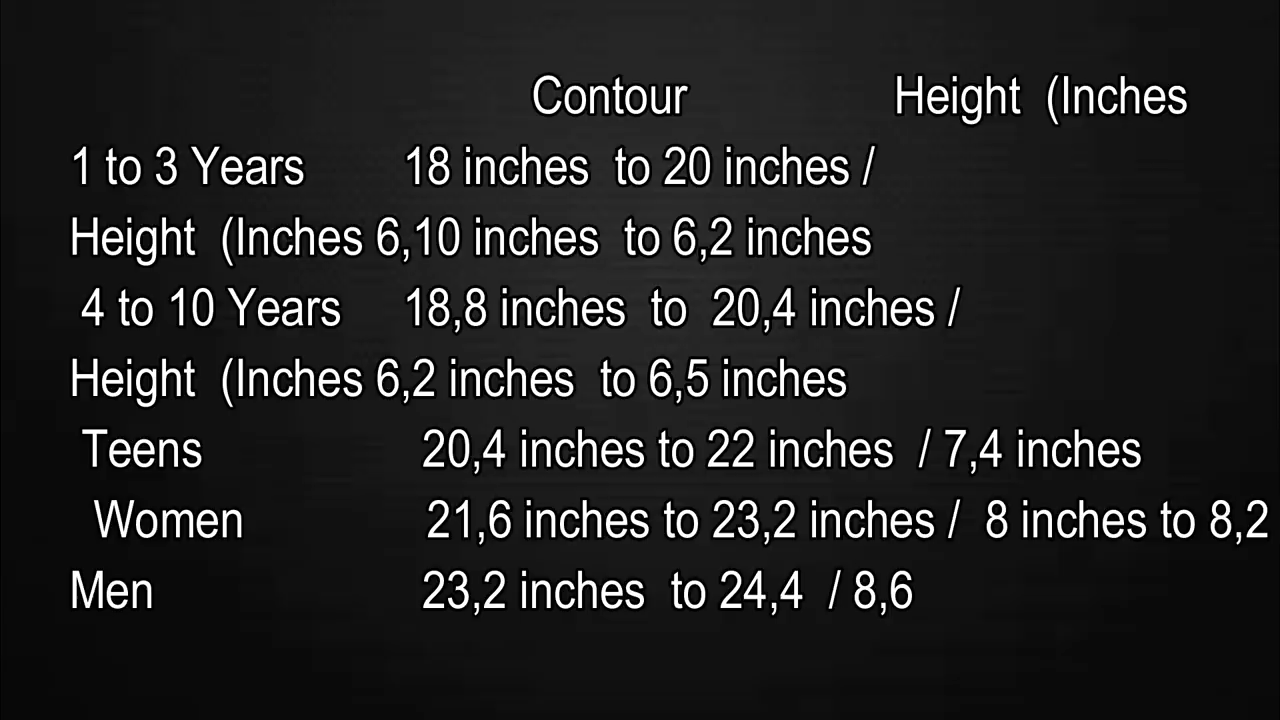 Contour Height (Inches
1 to 3 Years 18 inches to 20 inches /
Height (Inches 6,10 inches to 6,2 inches
4 to 10 Years 18,8 inches to 20,4 inches /
Height (Inches 6,2 inches to 6,5 inches
Teens 20,4 inches to 22 inches / 7,4 inches
Women 21,6 inches to 23,2 inches / 8 inches to 8,2
Men 23,2 inches to 24,4 / 8,6